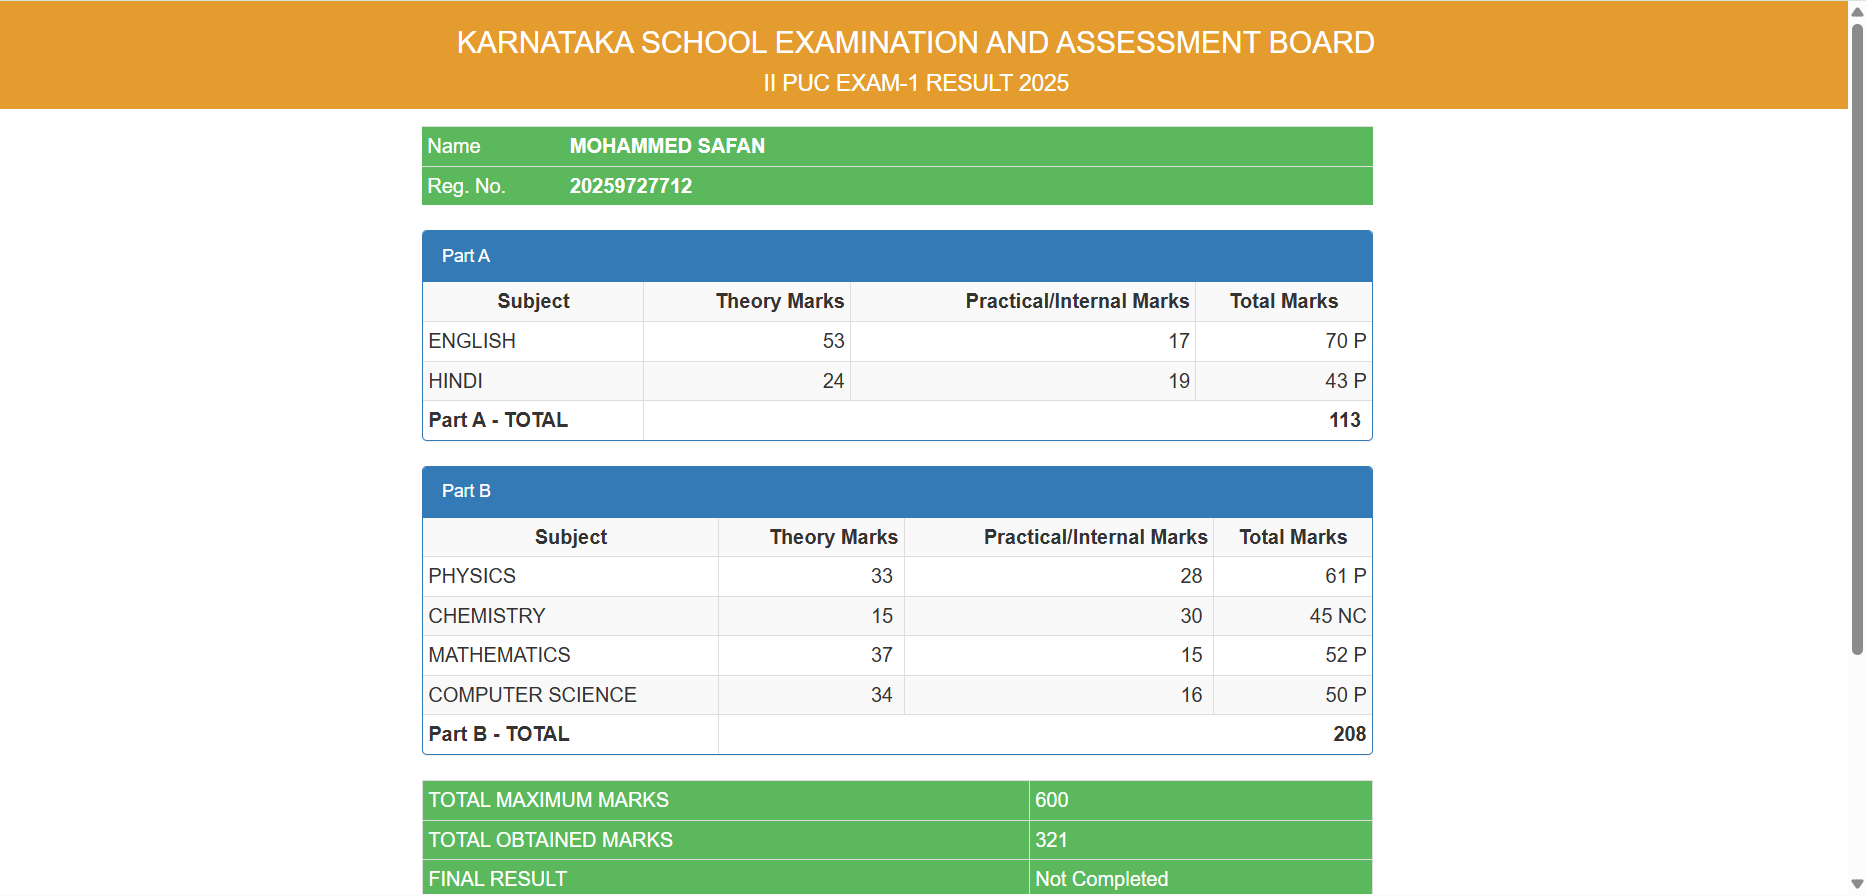 KARNATAKA SCHOOL EXAMINATION AND ASSESSMENT BOARD
II PUC EXAM-1 RESULT 2025
Name MOHAMMED SAFAN
Reg. No. 20259727712
Part A
Subject Theory Marks Practical/Internal Marks Total Marks
ENGLISH 53 17 70 P
HINDI 24 19 43 P
Part A - TOTAL 113
Part B
Subject Theory Marks Practical/Internal Marks Total Marks
PHYSICS 33 28 61 P
CHEMISTRY 15 30 45 NC
MATHEMATICS 37 15 52 P
COMPUTER SCIENCE 34 16 50 P
Part B - TOTAL 208
TOTAL MAXIMUM MARKS 600
TOTAL OBTAINED MARKS 321
FINAL RESULT Not Completed